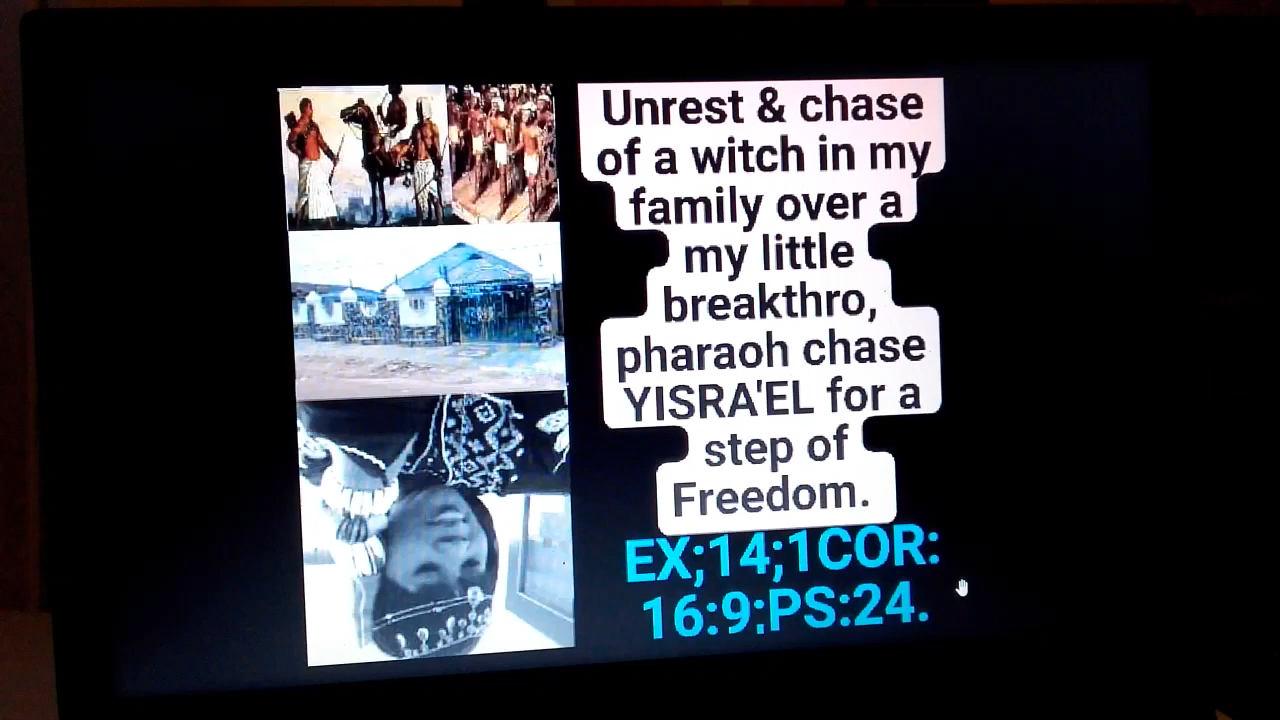 Unrest & chase
of a witch in my
family over a
my little
breakthro,
pharaoh chase
YISRA'EL for a
step of
Freedom.
EX;14;1COR:
16:9;PS:24.